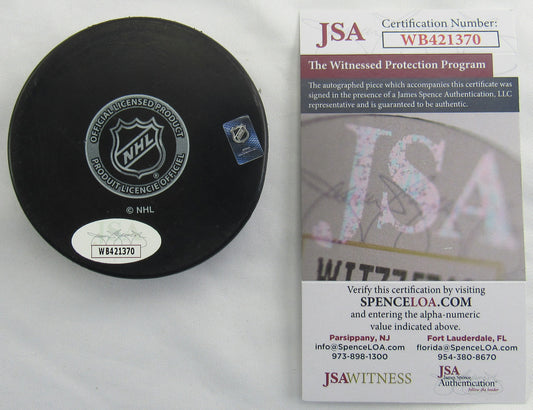 OFFICIAL LICENSED PRODUCT
NHL
PRODUIT LICENCIE OFFICIEL
© NHL
WB421370
JSA
Certification Number:
WB421370
The Witnessed Protection Program
The autographed piece which accompanies this certificate was
signed in the presence of a James Spence Authentication, LLC
representative and is guaranteed to be authentic.
JSA
Verify this certification by visiting
SPENCELOA.COM
and entering the alpha-numeric
value indicated above.
Parsippany, NJ
info@SpenceLOA.com
973-898-1300
Fort Lauderdale, FL
florida@SpenceLOA.com
954-380-8670
JSAWITNESS
JSA
James Spence
Authentication